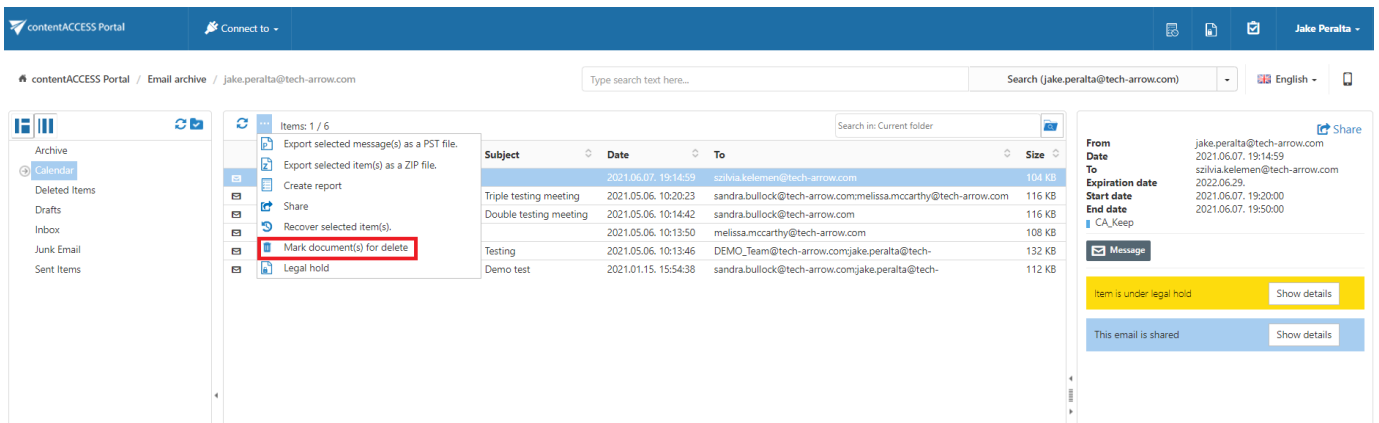 contentACCESS Portal
Connect to
Jake Peralta
contentACCESS Portal / Email archive / jake.peralta@tech-arrow.com
Type search text here...
Search (jake.peralta@tech-arrow.com)
English
Archive
Calendar
Deleted Items
Drafts
Inbox
Junk Email
Sent Items
Items: 1 / 6
Search in: Current folder
Export selected message(s) as a PST file.
Export selected item(s) as a ZIP file.
Create report
Share
Recover selected item(s).
Mark document(s) for delete
Legal hold
Subject Date To Size
2021.06.07. 19:14:59 szilvia.kelemen@tech-arrow.com 104 KB
Triple testing meeting 2021.05.06. 10:20:23 sandra.bullock@tech-arrow.com;melissa.mccarthy@tech-arrow.com 116 KB
Double testing meeting 2021.05.06. 10:14:42 sandra.bullock@tech-arrow.com 116 KB
2021.05.06. 10:13:50 melissa.mccarthy@tech-arrow.com 108 KB
Testing 2021.05.06. 10:13:46 DEMO_Team@tech-arrow.com;jake.peralta@tech- 132 KB
Demo test 2021.01.15. 15:54:38 sandra.bullock@tech-arrow.com;jake.peralta@tech- 112 KB
Share
From jake.peralta@tech-arrow.com
Date 2021.06.07. 19:14:59
To szilvia.kelemen@tech-arrow.com
Expiration date 2022.06.29.
Start date 2021.06.07. 19:20:00
End date 2021.06.07. 19:50:00
CA_Keep
Message
Item is under legal hold Show details
This email is shared Show details